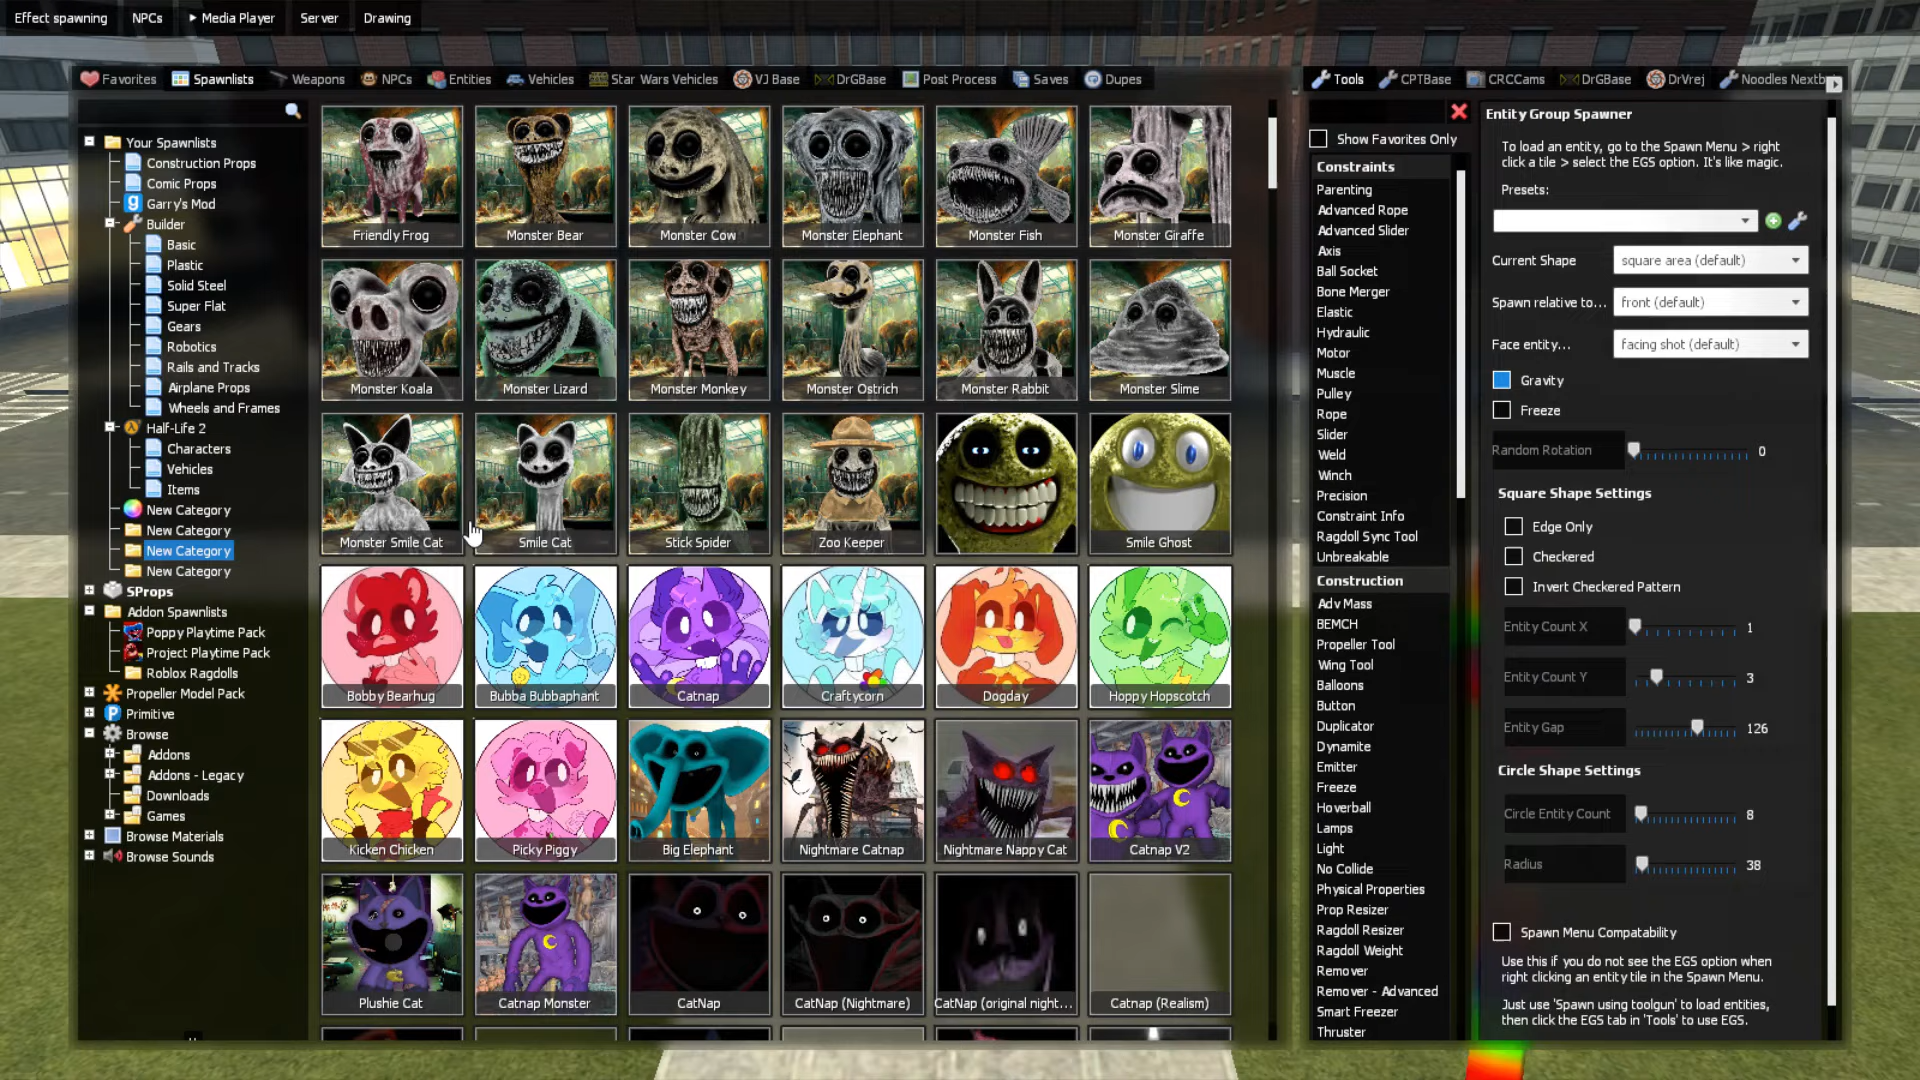 Effect spawning
NPCs
Media Player
Server
Drawing
Favorites
Spawnlists
Weapons
NPCs
Entities
Vehicles
Star Wars Vehicles
VJ Base
DrGBase
Post Process
Saves
Dupes
Your Spawnlists
Construction Props
Comic Props
Garry's Mod
Builder
Basic
Plastic
Solid Steel
Super Flat
Gears
Robotics
Rails and Tracks
Airplane Props
Wheels and Frames
Half-Life 2
Characters
Vehicles
Items
New Category
New Category
New Category
New Category
SProps
Addon Spawnlists
Poppy Playtime Pack
Project Playtime Pack
Roblox Ragdolls
Propeller Model Pack
Primitive
Browse
Addons
Addons - Legacy
Downloads
Games
Browse Materials
Browse Sounds
Friendly Frog
Monster Bear
Monster Cow
Monster Elephant
Monster Fish
Monster Giraffe
Monster Koala
Monster Lizard
Monster Monkey
Monster Ostrich
Monster Rabbit
Monster Slime
Monster Smile Cat
Smile Cat
Stick Spider
Zoo Keeper
Smile Ghost
Bobby Bearhug
Bubba Bubbaphant
Catnap
Craftycorn
Dogday
Hoppy Hopscotch
Kicken Chicken
Picky Piggy
Big Elephant
Nightmare Catnap
Nightmare Nappy Cat
Catnap V2
Plushie Cat
Catnap Monster
CatNap
CatNap (Nightmare)
CatNap (original night...
Catnap (Realism)
Tools
CPTBase
CRCCams
DrGBase
DrVrej
Noodles Nextb
Show Favorites Only
Constraints
Parenting
Advanced Rope
Advanced Slider
Axis
Ball Socket
Bone Merger
Elastic
Hydraulic
Motor
Muscle
Pulley
Rope
Slider
Weld
Winch
Precision
Constraint Info
Ragdoll Sync Tool
Unbreakable
Construction
Adv Mass
BEMCH
Propeller Tool
Wing Tool
Balloons
Button
Duplicator
Dynamite
Emitter
Freeze
Hoverball
Lamps
Light
No Collide
Physical Properties
Prop Resizer
Ragdoll Resizer
Ragdoll Weight
Remover
Remover - Advanced
Smart Freezer
Thruster
Entity Group Spawner
To load an entity, go to the Spawn Menu > right
click a tile > select the EGS option. It's like magic.
Presets:
Current Shape
square area (default)
Spawn relative to...
front (default)
Face entity...
facing shot (default)
Gravity
Freeze
Random Rotation
0
Square Shape Settings
Edge Only
Checkered
Invert Checkered Pattern
Entity Count X
1
Entity Count Y
3
Entity Gap
126
Circle Shape Settings
Circle Entity Count
8
Radius
38
Spawn Menu Compatability
Use this if you do not see the EGS option when
right clicking an entity tile in the Spawn Menu.
Just use 'Spawn using toolgun' to load entities,
then click the EGS tab in 'Tools' to use EGS.